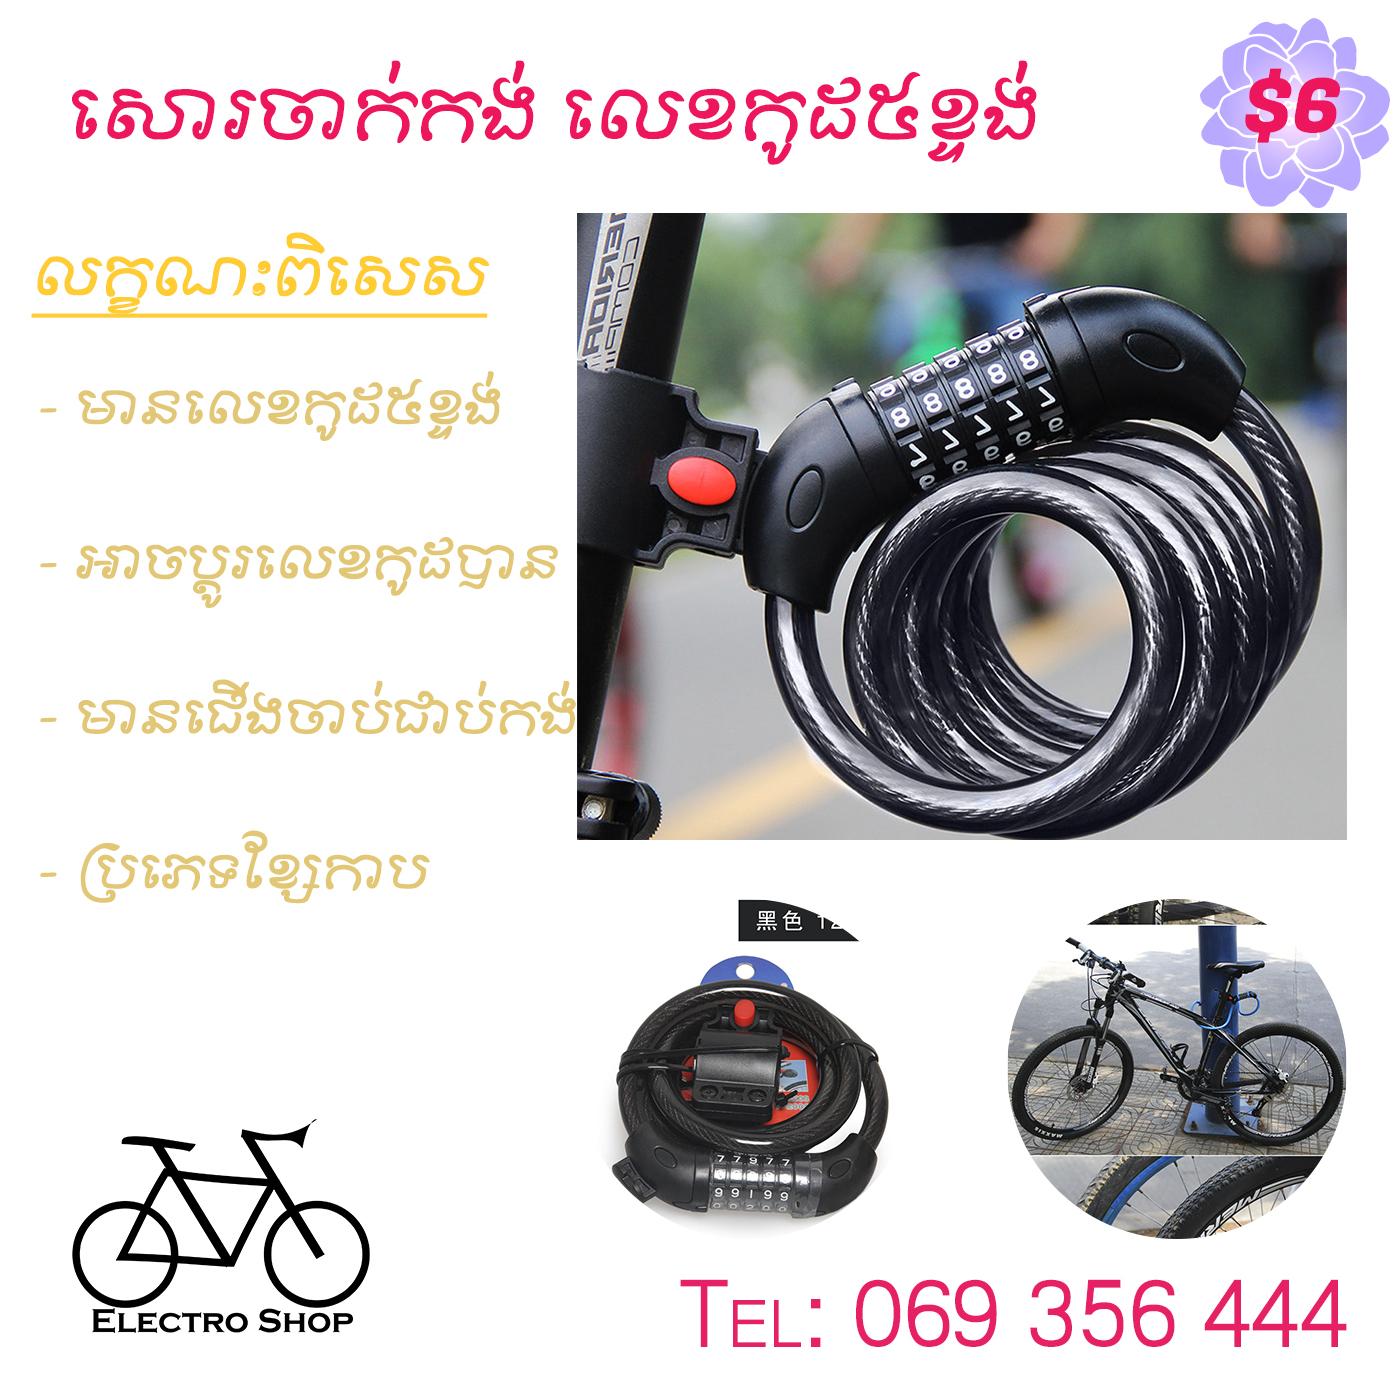 សោរចាក់កង់ លេខកូដ៥ខ្ទង់
$6
លក្ខណៈពិសេស
- មានលេខកូដ៥ខ្ទង់
- អាចប្ដូរលេខកូដបាន
- មានជើងចាប់ជាប់កង់
- ប្រភេទខ្សែកាប
黑色
77977
99199
ELECTRO SHOP
TEL: 069 356 444